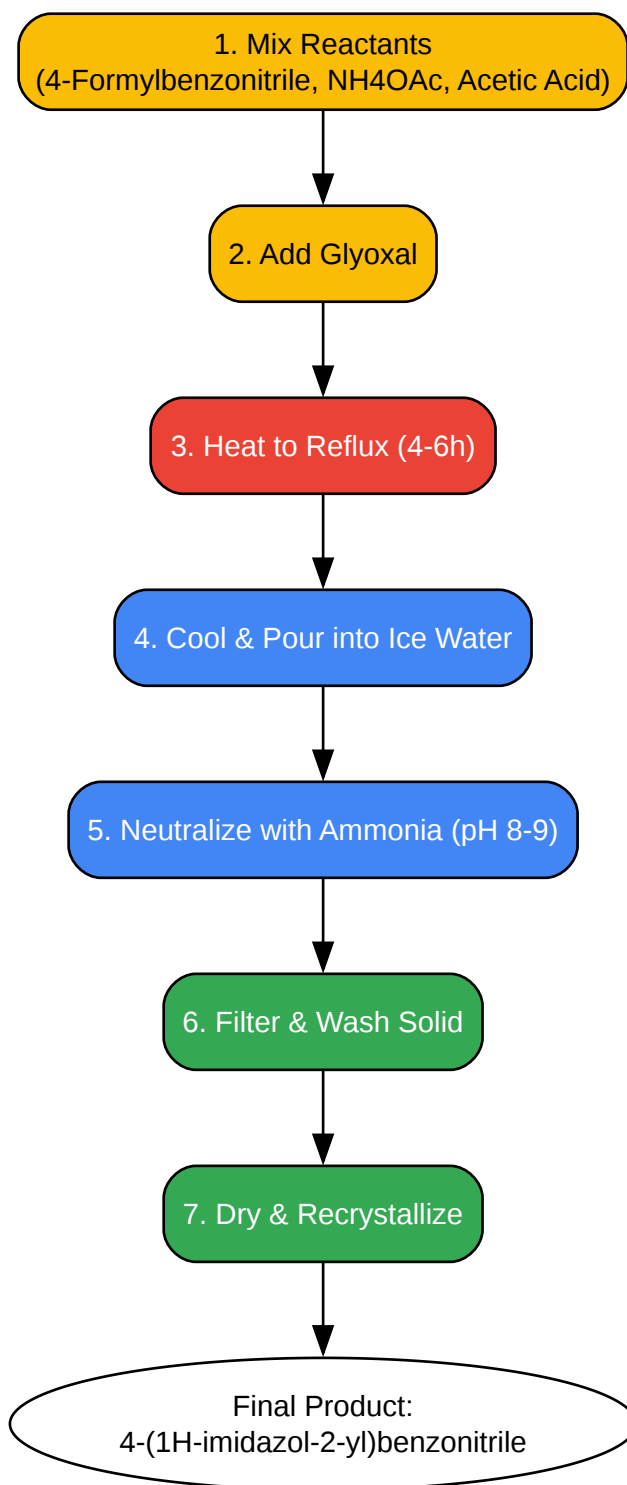 1. Mix Reactants
(4-Formylbenzonitrile, NH4OAc, Acetic Acid)
2. Add Glyoxal
3. Heat to Reflux (4-6h)
4. Cool & Pour into Ice Water
5. Neutralize with Ammonia (pH 8-9)
6. Filter & Wash Solid
7. Dry & Recrystallize
Final Product:
4-(1H-imidazol-2-yl)benzonitrile